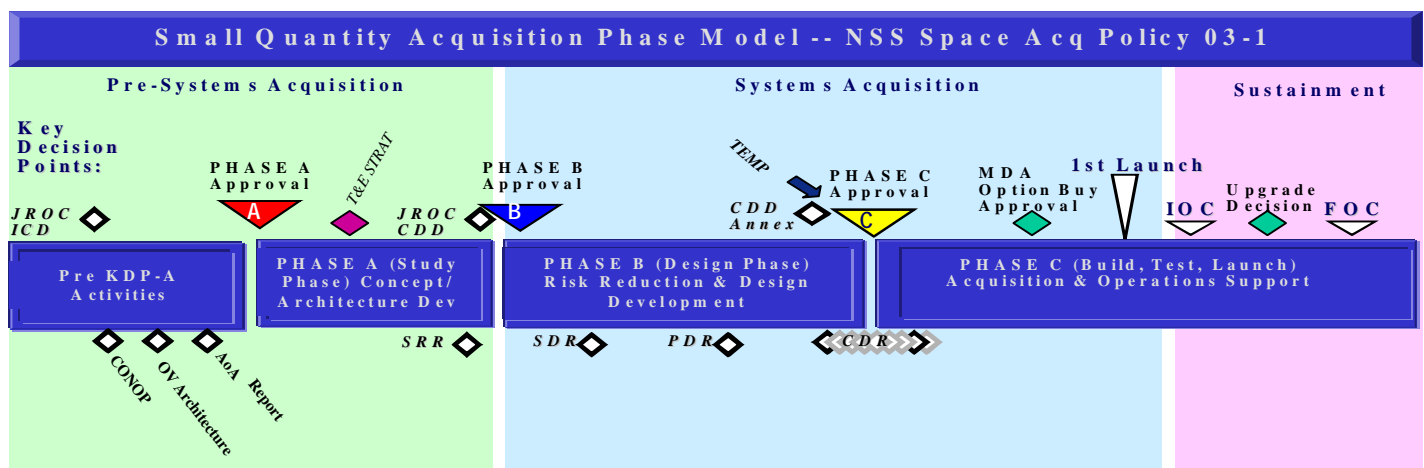 Small Quantity Acquisition Phase Model -- NSS Space Acq Policy 03-1
Pre-Systems Acquisition
Systems Acquisition
Sustainment
Key
Decision
Points:
JROC
ICD
PHASE A
Approval
A
T&E STRAT
JROC
CDD
PHASE B
Approval
B
TEMP
CDD
Annex
PHASE C
Approval
C
MDA
Option Buy
Approval
1st Launch
IOC
Upgrade
Decision
FOC
Pre KDP-A
Activities
PHASE A (Study
Phase) Concept/
Architecture Dev
PHASE B (Design Phase)
Risk Reduction & Design
Development
PHASE C (Build, Test, Launch)
Acquisition & Operations Support
CONOP
OV Architecture
AoA Report
SRR
SDR
PDR
CDR